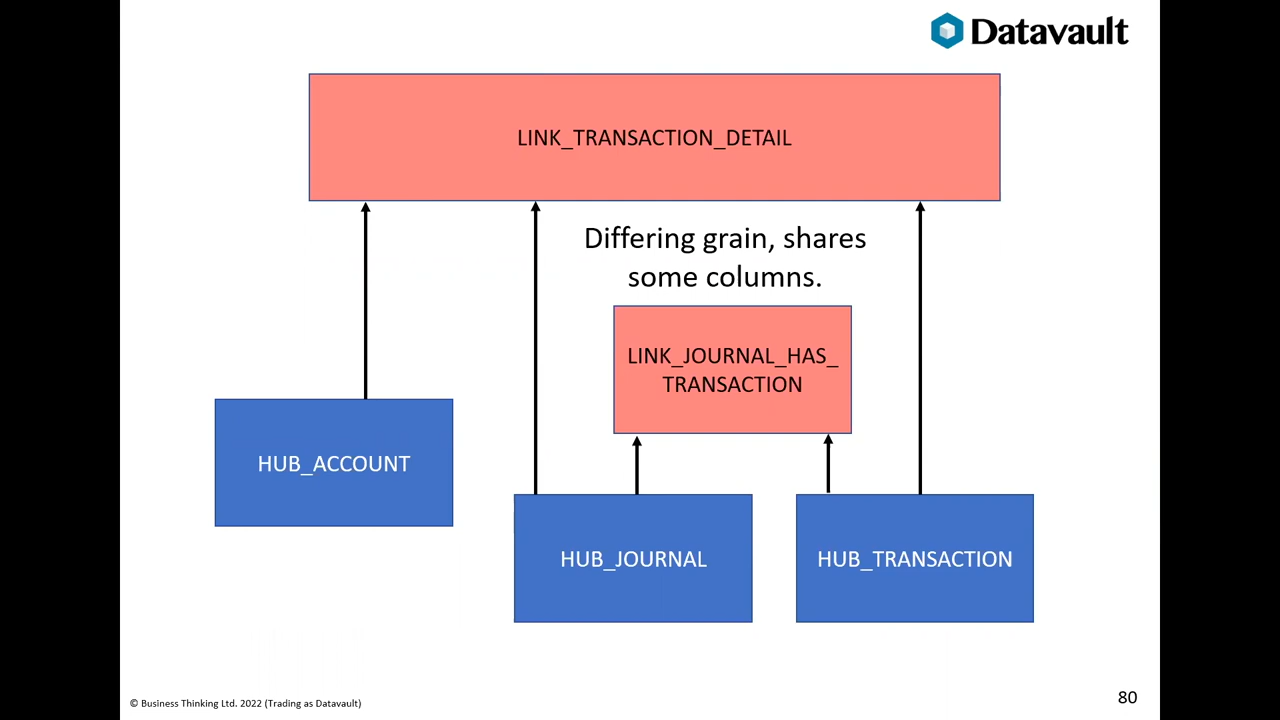 Datavault
LINK_TRANSACTION_DETAIL
Differing grain, shares
some columns.
LINK_JOURNAL_HAS_
TRANSACTION
HUB_ACCOUNT
HUB_JOURNAL
HUB_TRANSACTION
© Business Thinking Ltd. 2022 (Trading as Datavault)
80